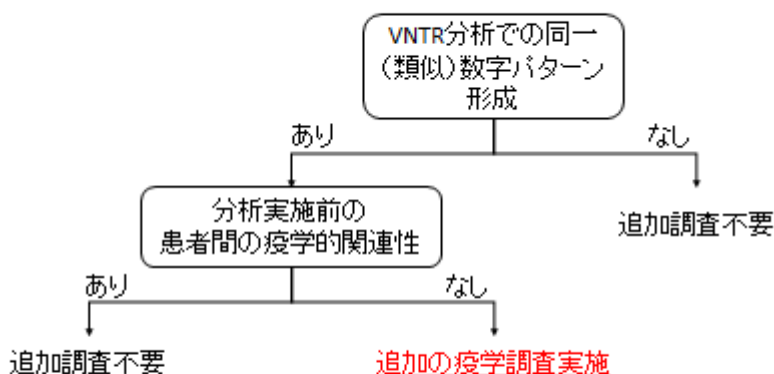 VNTR分析での同一
(類似)数字パターン
形成
あり
なし
分析実施前の
患者間の疫学的関連性
追加調査不要
あり
なし
追加調査不要
追加の疫学調査実施